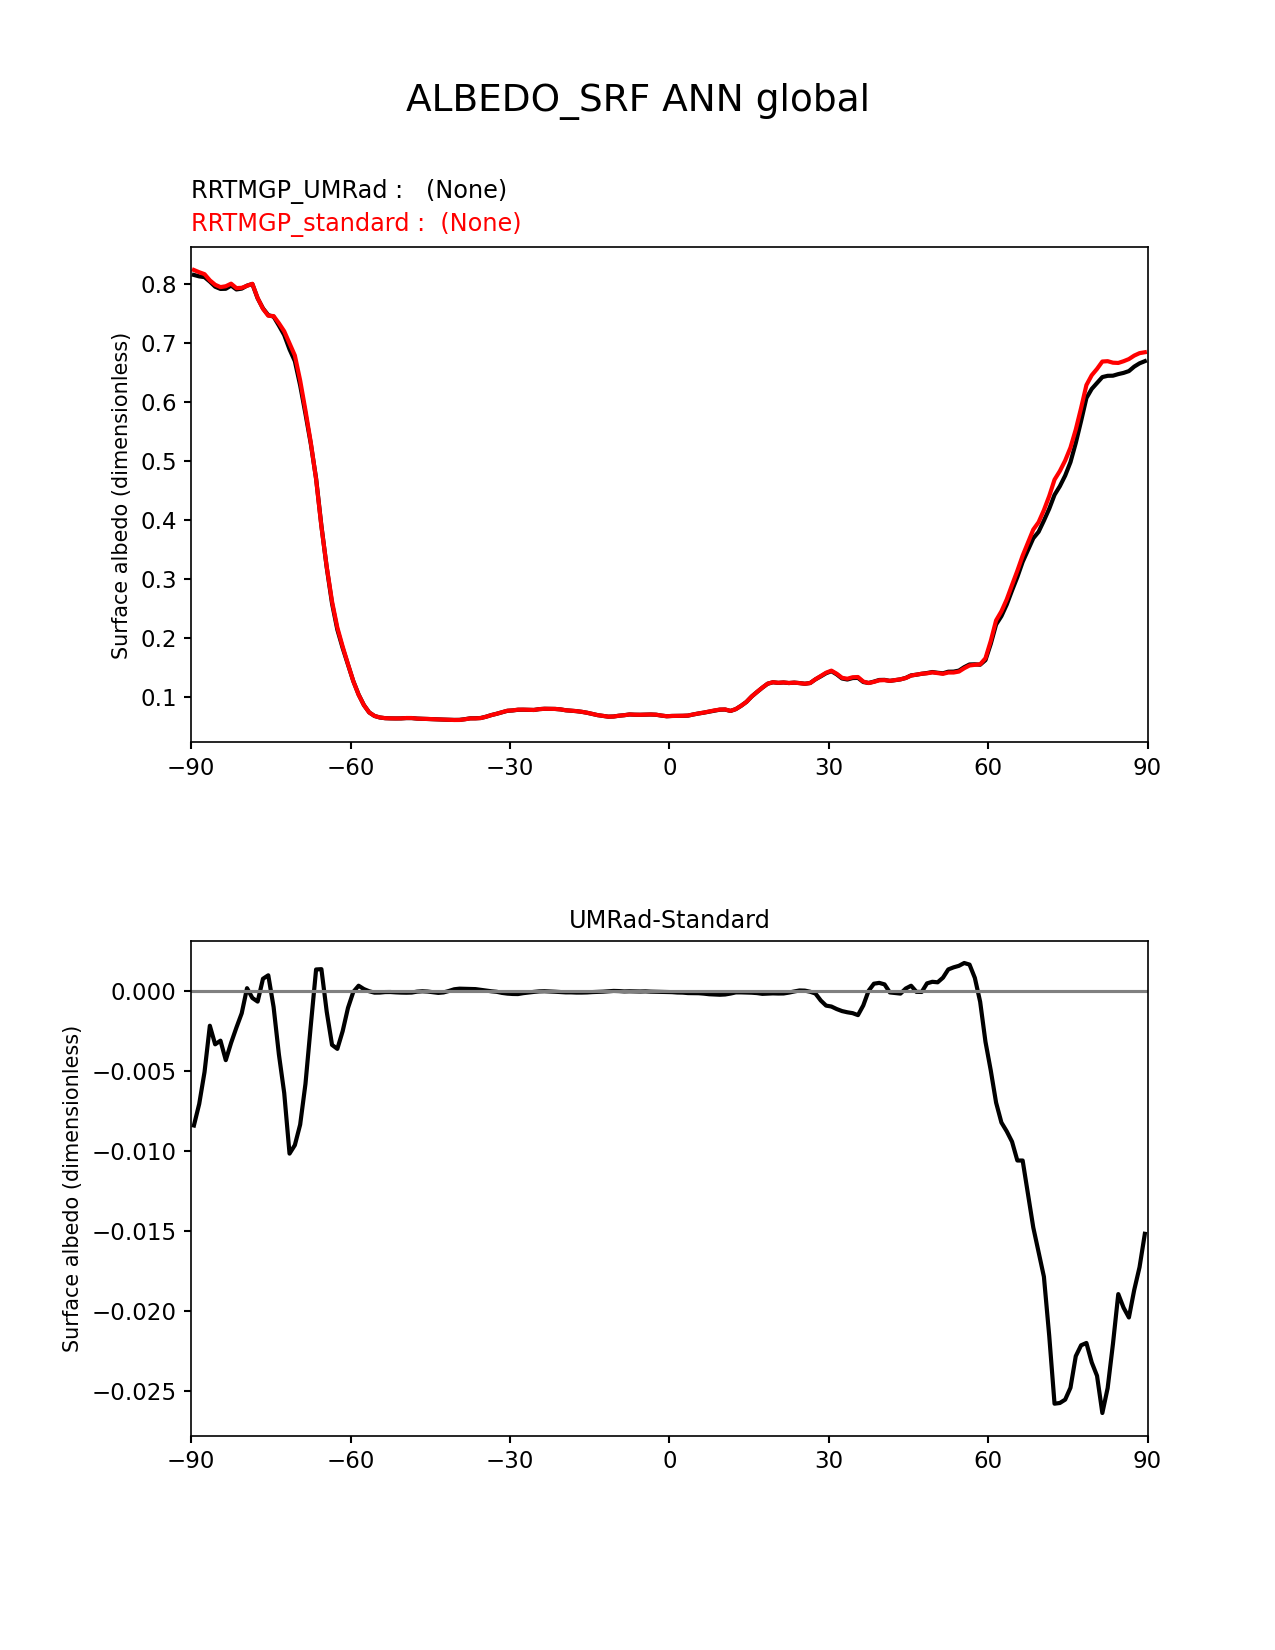 ALBEDO_SRF ANN global
RRTMGP_UMRad :   (None)
RRTMGP_standard :  (None)
Surface albedo (dimensionless)
0.8
0.7
0.6
0.5
0.4
0.3
0.2
0.1
−90 −60 −30 0 30 60 90
UMRad-Standard
Surface albedo (dimensionless)
0.000
−0.005
−0.010
−0.015
−0.020
−0.025
−90 −60 −30 0 30 60 90